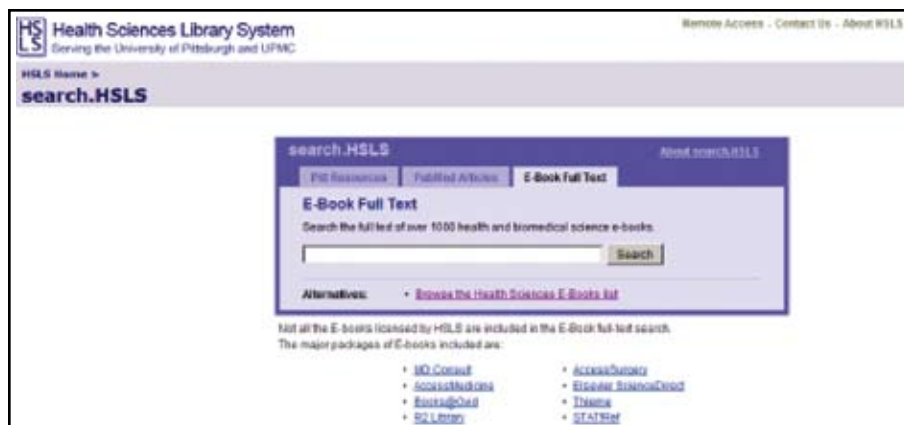 HSLS Health Sciences Library System
Serving the University of Pittsburgh and UPMC
Remote Access - Contact Us - About HSLS
HSLS Home >
search.HSLS
search.HSLS
About search.HSLS
Pitt Resources
PubMed Articles
E-Book Full Text
E-Book Full Text
Search the full text of over 1000 health and biomedical science e-books.
Search
Alternatives:
• Browse the Health Sciences E-Books list
Not all the E-books licensed by HSLS are included in the E-Book full-text search.
The major packages of E-books included are:
• MD Consult
• AccessMedicine
• Books@Ovid
• R2 Library
• AccessSurgery
• Elsevier ScienceDirect
• Thieme
• STAT!Ref